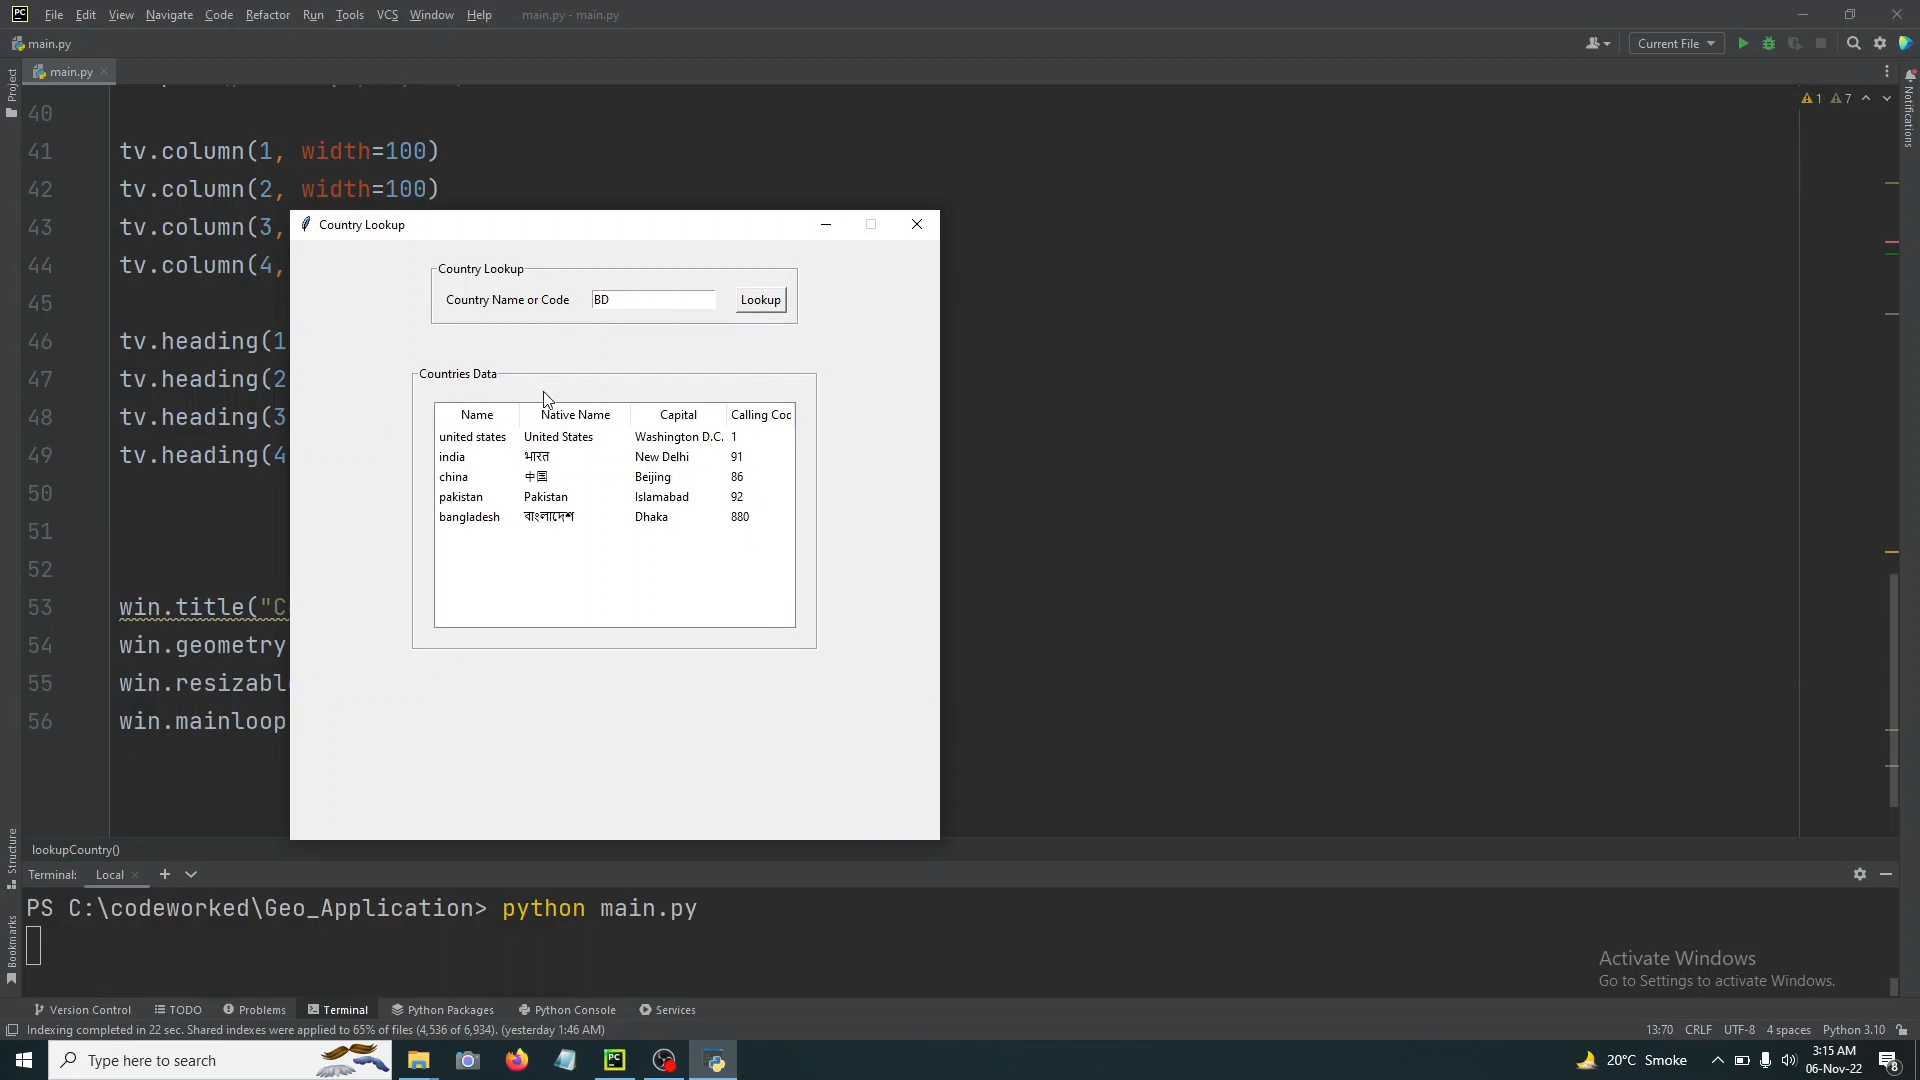 PC File Edit View Navigate Code Refactor Run Tools VCS Window Help main.py - main.py
main.py Current File
main.py
Project
Notifications
1 7
40
41 tv.column(1, width=100)
42 tv.column(2, width=100)
43 tv.column(3,
44 tv.column(4,
45
46 tv.heading(1
47 tv.heading(2
48 tv.heading(3
49 tv.heading(4
50
51
52
53 win.title("C
54 win.geometry
55 win.resizabl
56 win.mainloop
Country Lookup
Country Lookup
Country Name or Code BD Lookup
Countries Data
Name Native Name Capital Calling Coc
united states United States Washington D.C. 1
india भारत New Delhi 91
china 中国 Beijing 86
pakistan Pakistan Islamabad 92
bangladesh বাংলাদেশ Dhaka 880
Structure
Bookmarks
lookupCountry()
Terminal: Local
PS C:\codeworked\Geo_Application> python main.py
Activate Windows
Go to Settings to activate Windows.
Version Control TODO Problems Terminal Python Packages Python Console Services
Indexing completed in 22 sec. Shared indexes were applied to 65% of files (4,536 of 6,934). (yesterday 1:46 AM) 13:70 CRLF UTF-8 4 spaces Python 3.10
Type here to search PC 20°C Smoke 3:15 AM
06-Nov-22 8